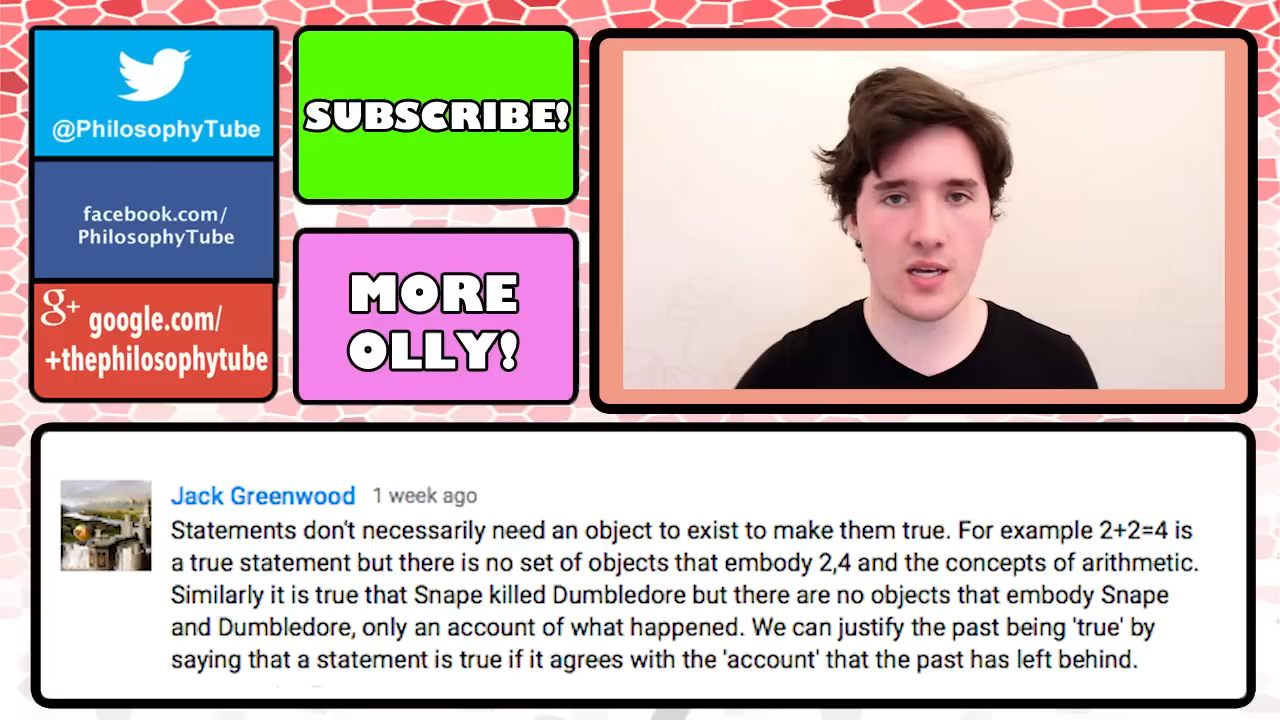 @PhilosophyTube
facebook.com/
PhilosophyTube
g+
google.com/
+thephilosophytube
SUBSCRIBE!
MORE
OLLY!
Jack Greenwood 1 week ago
Statements don't necessarily need an object to exist to make them true. For example 2+2=4 is
a true statement but there is no set of objects that embody 2,4 and the concepts of arithmetic.
Similarly it is true that Snape killed Dumbledore but there are no objects that embody Snape
and Dumbledore, only an account of what happened. We can justify the past being 'true' by
saying that a statement is true if it agrees with the 'account' that the past has left behind.